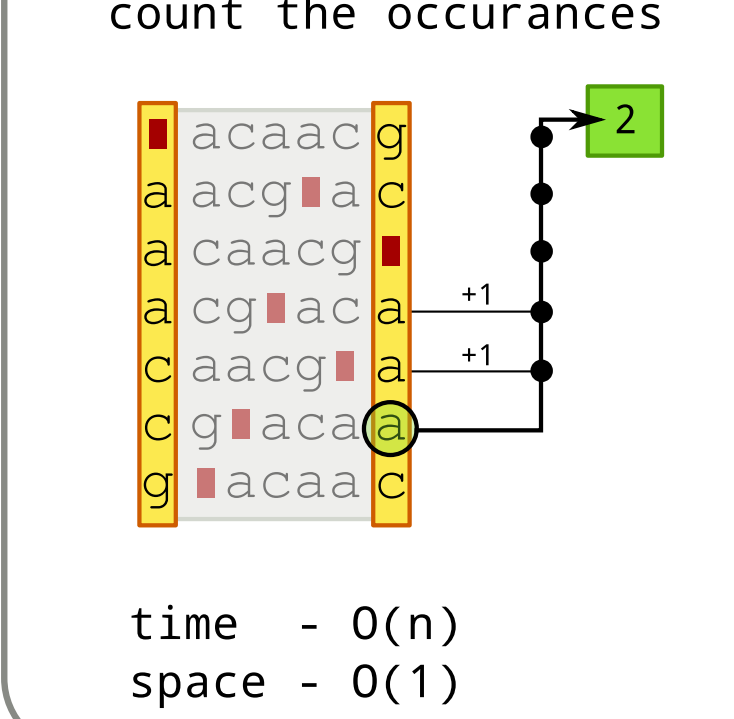 count the occurances
2
■ acaac g
a acg■a c
a caacg ■
a cg■ac a +1
c aacg■ a +1
c g■aca a
g ■acaa c
time - O(n)
space - O(1)